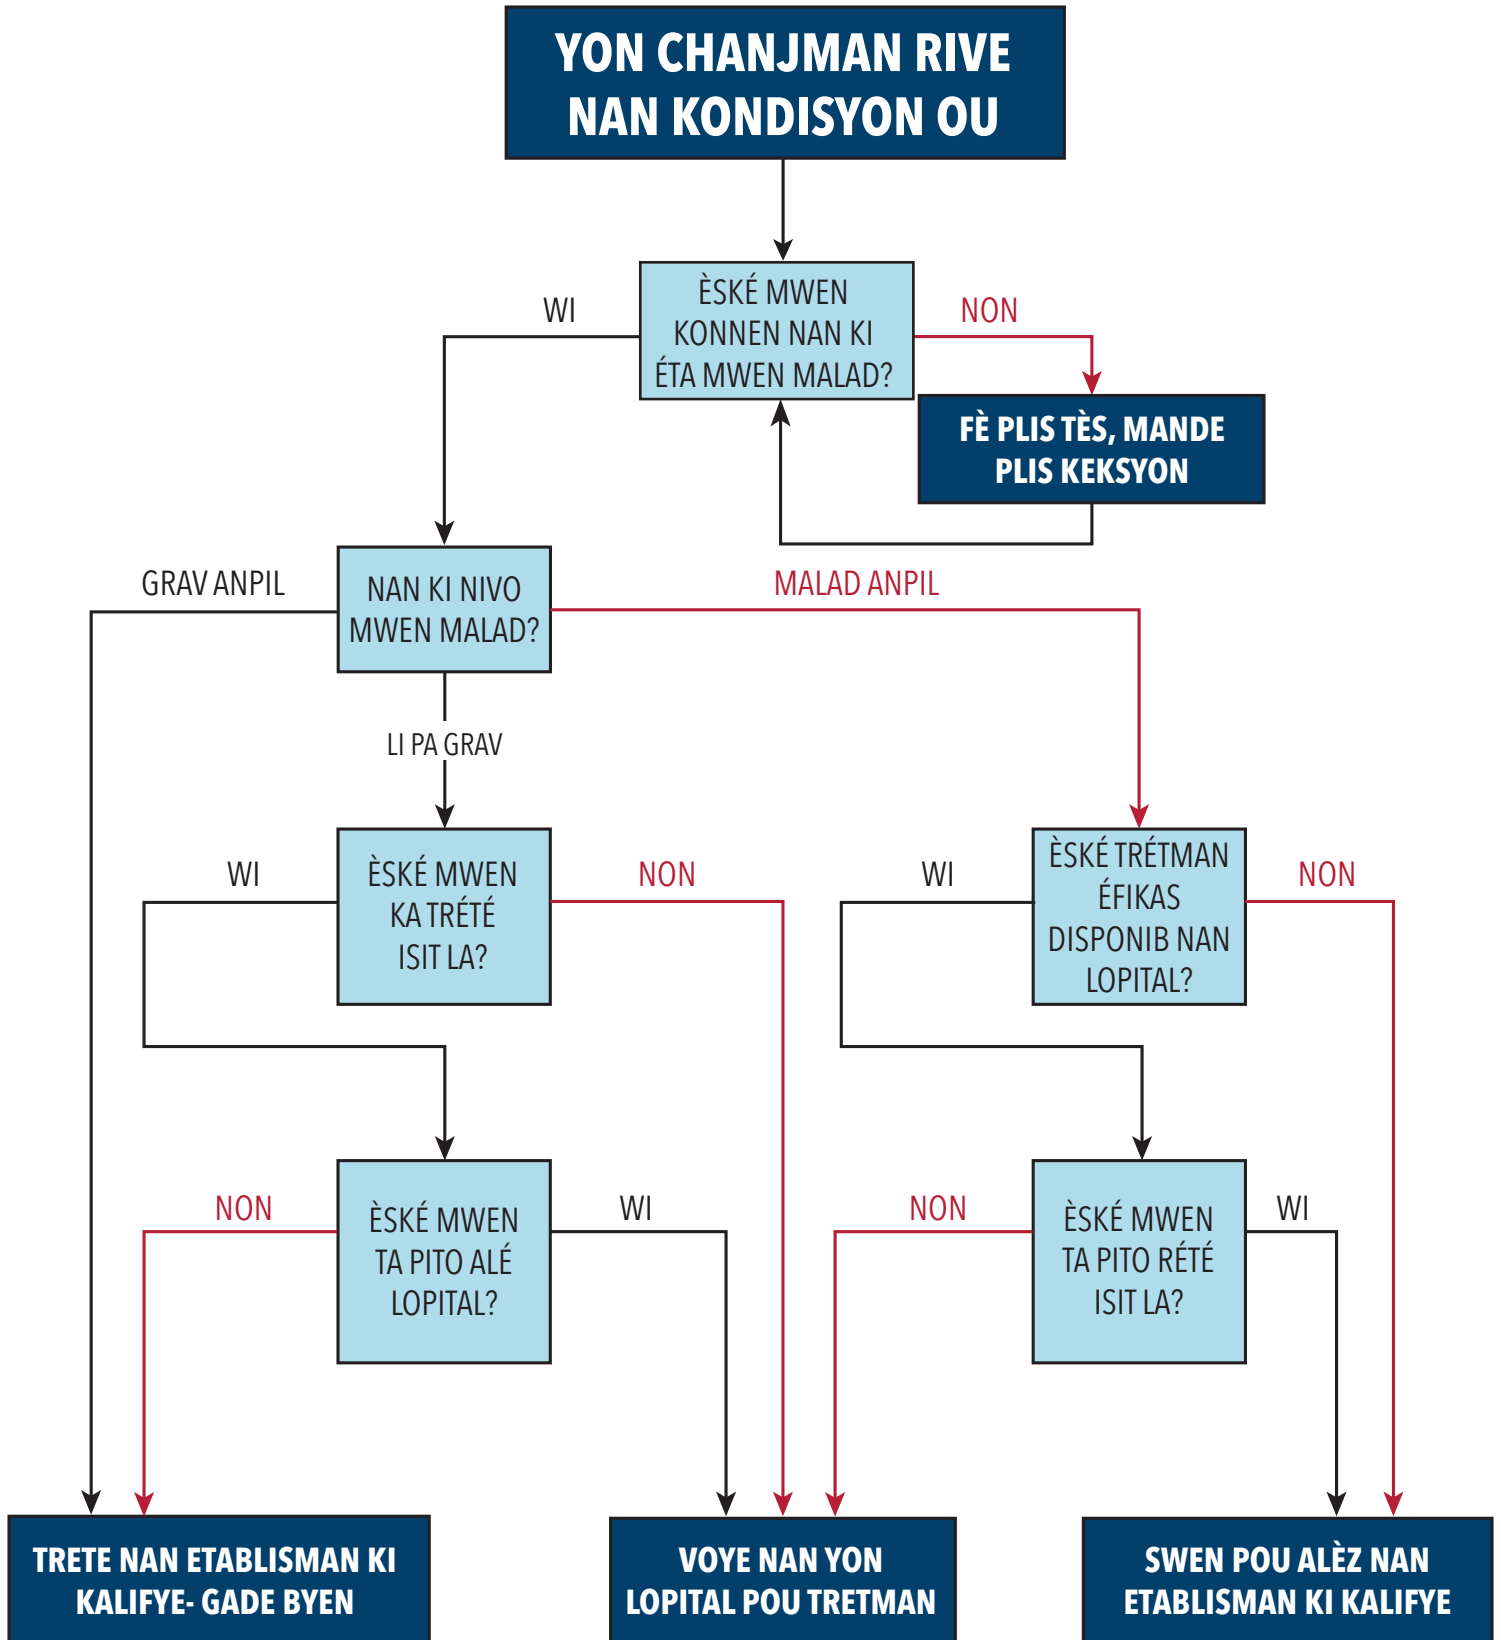 YON CHANJMAN RIVE
NAN KONDISYON OU
WI
ÈSKÉ MWEN
KONNEN NAN KI
ÉTA MWEN MALAD?
NON
FÈ PLIS TÈS, MANDE
PLIS KEKSYON
GRAV ANPIL
NAN KI NIVO
MWEN MALAD?
MALAD ANPIL
LI PA GRAV
WI
ÈSKÉ MWEN
KA TRÉTÉ
ISIT LA?
NON
WI
ÈSKÉ TRÉTMAN
ÉFIKAS
DISPONIB NAN
LOPITAL?
NON
NON
ÈSKÉ MWEN
TA PITO ALÉ
LOPITAL?
WI
NON
ÈSKÉ MWEN
TA PITO RÉTÉ
ISIT LA?
WI
TRETE NAN ETABLISMAN KI
KALIFYE- GADE BYEN
VOYE NAN YON
LOPITAL POU TRETMAN
SWEN POU ALÈZ NAN
ETABLISMAN KI KALIFYE